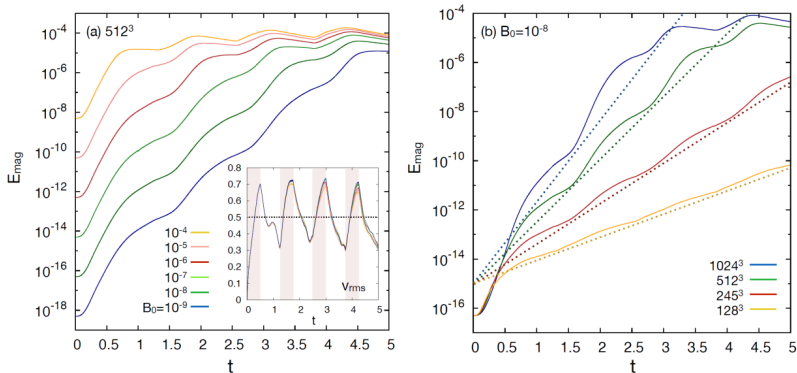 (a) 512³
E_mag
10⁻⁴
10⁻⁶
10⁻⁸
10⁻¹⁰
10⁻¹²
10⁻¹⁴
10⁻¹⁶
10⁻¹⁸
0 0.5 1 1.5 2 2.5 3 3.5 4 4.5 5
t
10⁻⁴
10⁻⁵
10⁻⁶
10⁻⁷
10⁻⁸
B₀=10⁻⁹
0.8
0.7
0.6
0.5
0.4
0.3
0.2
0.1
0
0 1 2 3 4 5
t
Vrms
(b) B₀=10⁻⁸
E_mag
10⁻⁴
10⁻⁶
10⁻⁸
10⁻¹⁰
10⁻¹²
10⁻¹⁴
10⁻¹⁶
0 0.5 1 1.5 2 2.5 3 3.5 4 4.5 5
t
1024³
512³
245³
128³